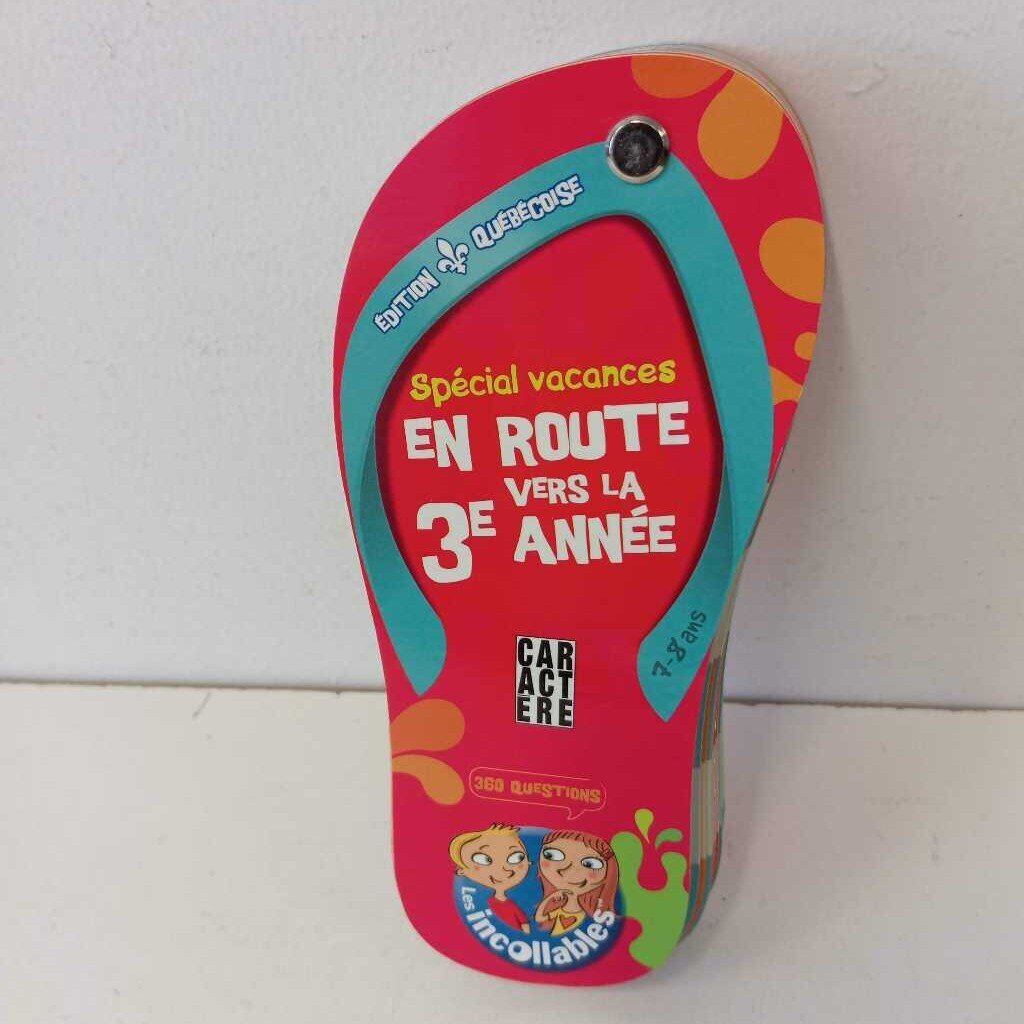 ÉDITION QUÉBÉCOISE
Spécial vacances
EN ROUTE
VERS LA
3E ANNÉE
7-8 ans
CAR
ACT
ÈRE
360 QUESTIONS
Les incollables